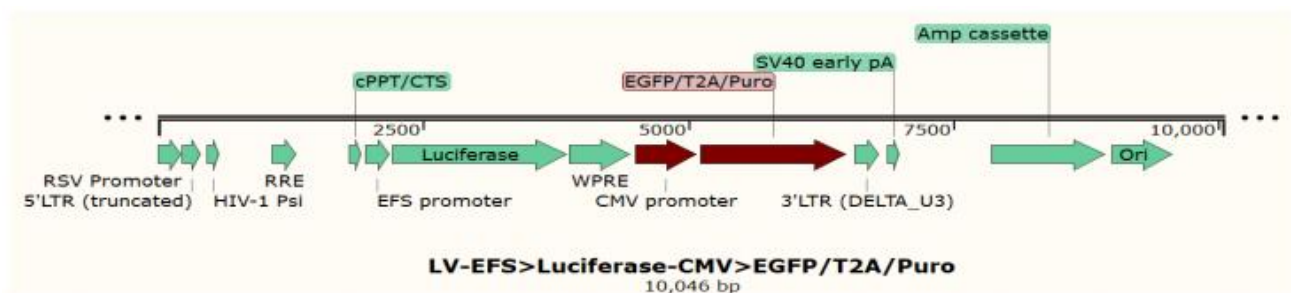 Amp cassette
SV40 early pA
cPPT/CTS EGFP/T2A/Puro
2500 5000 7500 10,000
Luciferase Ori
RSV Promoter RRE WPRE
5'LTR (truncated) HIV-1 Psi EFS promoter CMV promoter 3'LTR (DELTA_U3)
LV-EFS>Luciferase-CMV>EGFP/T2A/Puro
10,046 bp